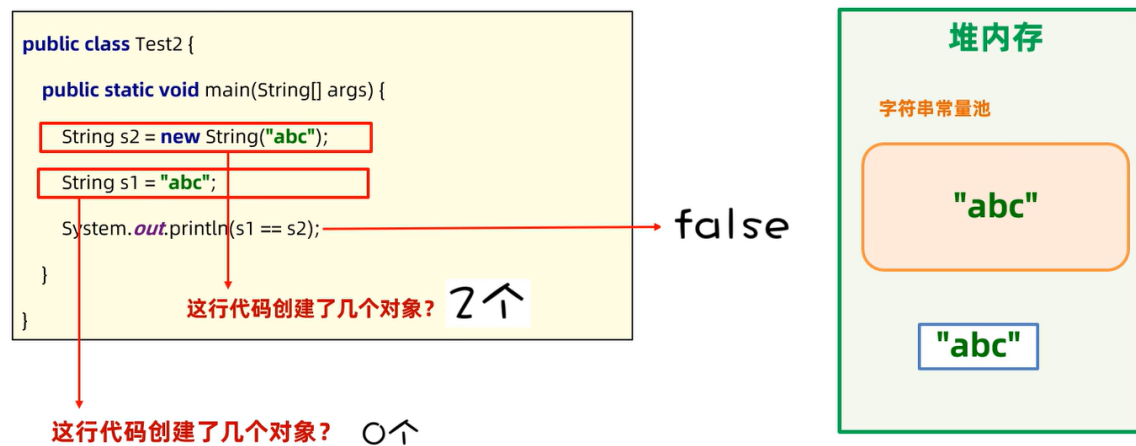 public class Test2 {
public static void main(String[] args) {
String s2 = new String("abc");
String s1 = "abc";
System.out.println(s1 == s2);
false
}
这行代码创建了几个对象？ 2个
}
这行代码创建了几个对象？ 0个
堆内存
字符串常量池
"abc"
"abc"